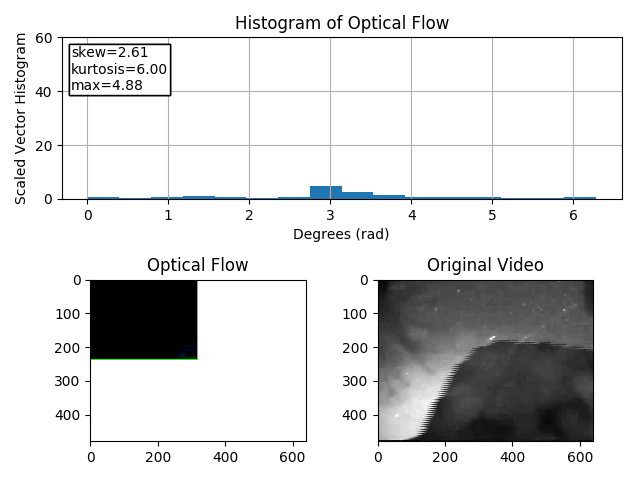 Histogram of Optical Flow
Scaled Vector Histogram
60
40
20
0
skew=2.61
kurtosis=6.00
max=4.88
0 1 2 3 4 5 6
Degrees (rad)
Optical Flow
0
100
200
300
400
0 200 400 600
Original Video
0
100
200
300
400
0 200 400 600